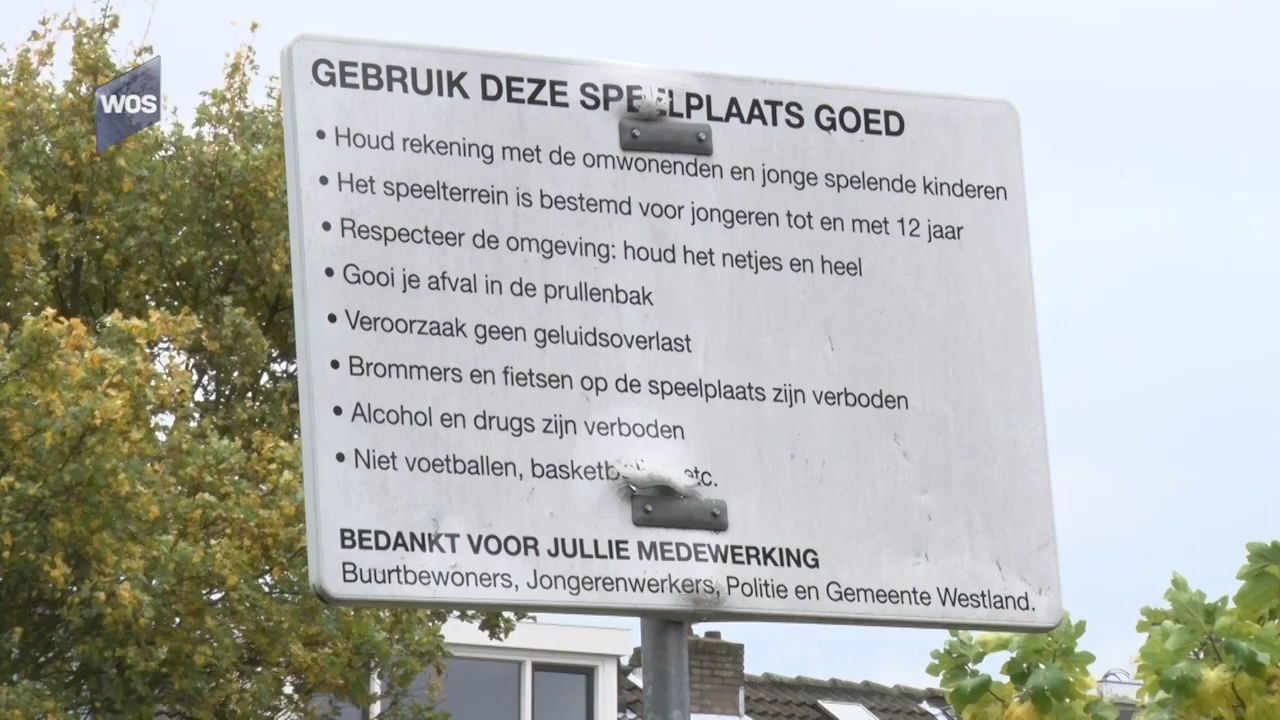 WOS
GEBRUIK DEZE SPEELPLAATS GOED
• Houd rekening met de omwonenden en jonge spelende kinderen
• Het speelterrein is bestemd voor jongeren tot en met 12 jaar
• Respecteer de omgeving: houd het netjes en heel
• Gooi je afval in de prullenbak
• Veroorzaak geen geluidsoverlast
• Brommers en fietsen op de speelplaats zijn verboden
• Alcohol en drugs zijn verboden
• Niet voetballen, etc.
BEDANKT VOOR JULLIE MEDEWERKING
Buurtbewoners, Jongerenwerkers, Politie en Gemeente Westland.